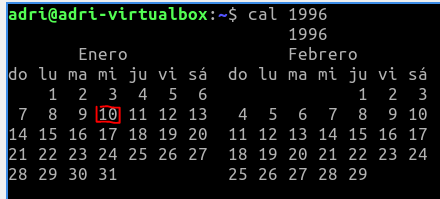 adri@adri-virtualbox:~$ cal 1996
                            1996
       Enero                 Febrero
do lu ma mi ju vi sá  do lu ma mi ju vi sá
    1  2  3  4  5  6               1  2  3
 7  8  9 10 11 12 13   4  5  6  7  8  9 10
14 15 16 17 18 19 20  11 12 13 14 15 16 17
21 22 23 24 25 26 27  18 19 20 21 22 23 24
28 29 30 31           25 26 27 28 29